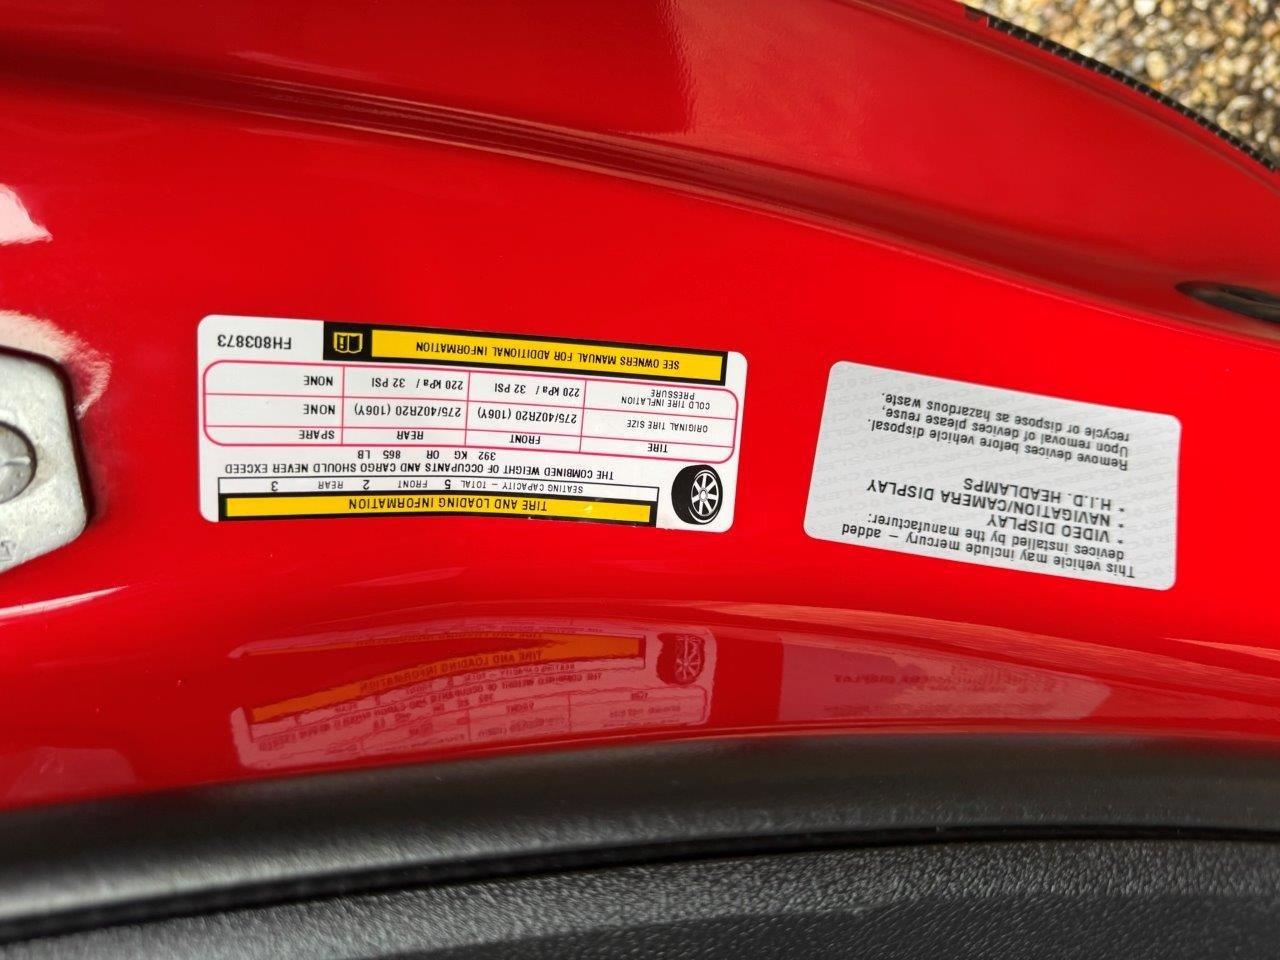 TIRE AND LOADING INFORMATION
SEATING CAPACITY – TOTAL 5 FRONT 2 REAR 3
THE COMBINED WEIGHT OF OCCUPANTS AND CARGO SHOULD NEVER EXCEED
392 KG OR 865 LB
TIRE FRONT REAR SPARE
ORIGINAL TIRE SIZE 275/40ZR20 (106Y) 275/40ZR20 (106Y) NONE
COLD TIRE INFLATION PRESSURE 220 kPa / 32 PSI 220 kPa / 32 PSI NONE
SEE OWNERS MANUAL FOR ADDITIONAL INFORMATION
FH803873
This vehicle may include mercury – added
devices installed by the manufacturer:
* VIDEO DISPLAY
* NAVIGATION/CAMERA DISPLAY
* H.I.D. HEADLAMPS
Remove devices before vehicle disposal.
Upon removal of devices please reuse,
recycle or dispose as hazardous waste.